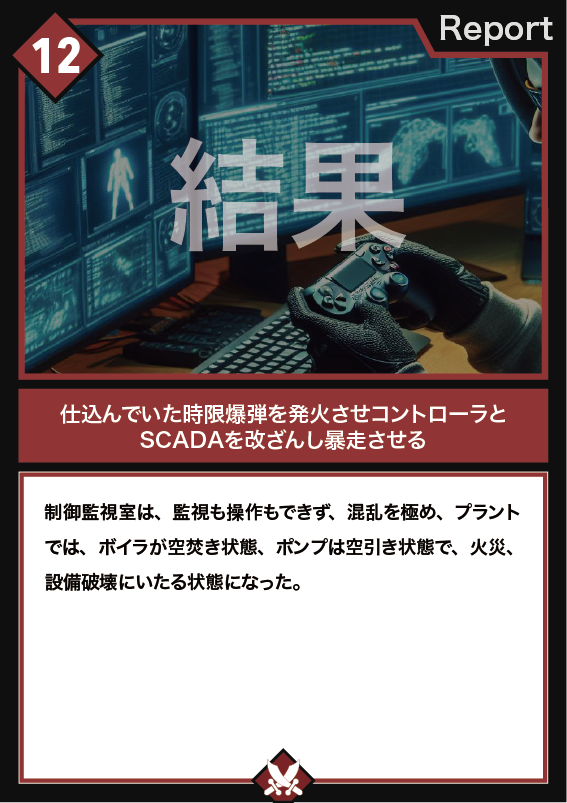 12
Report
結果
仕込んでいた時限爆弾を発火させコントローラと
SCADAを改ざんし暴走させる
制御監視室は、監視も操作もできず、混乱を極め、プラント
では、ボイラが空焚き状態、ポンプは空引き状態で、火災、
設備破壊にいたる状態になった。